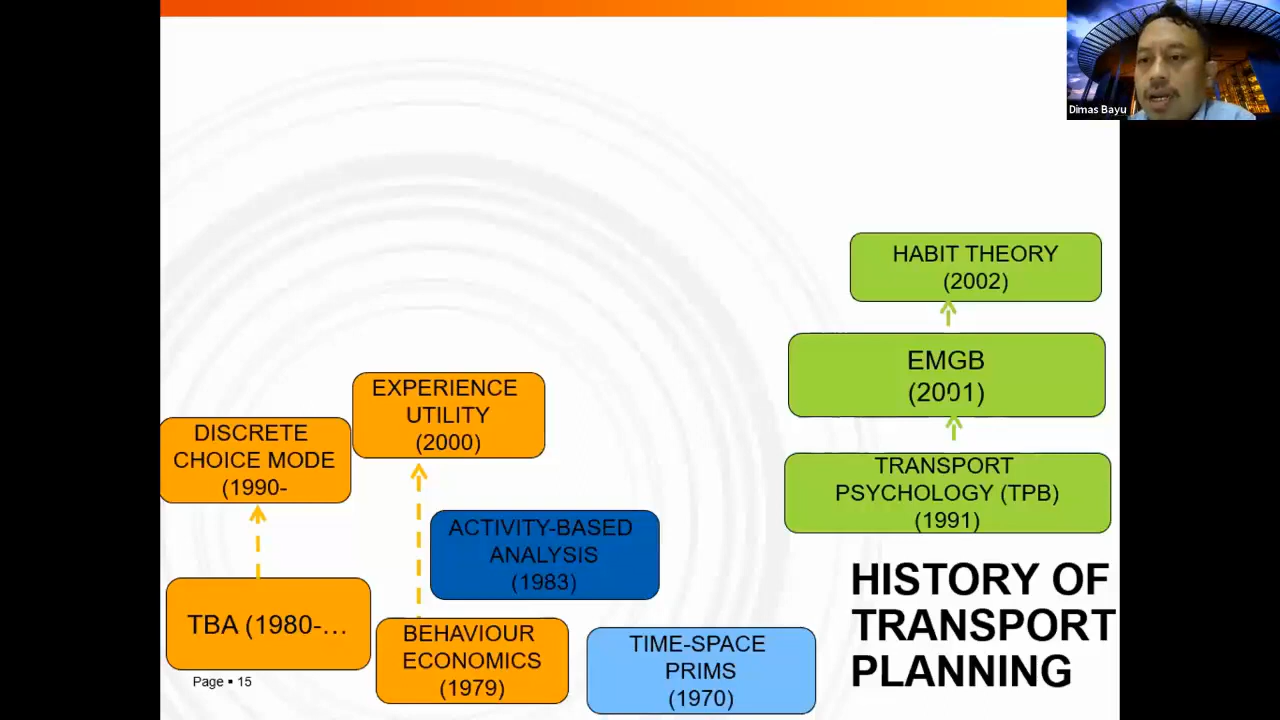 Dimas Bayu
HABIT THEORY
(2002)
EMGB
(2001)
EXPERIENCE
UTILITY
(2000)
DISCRETE
CHOICE MODE
(1990-
TRANSPORT
PSYCHOLOGY (TPB)
(1991)
ACTIVITY-BASED
ANALYSIS
(1983)
TBA (1980-...
BEHAVIOUR
ECONOMICS
(1979)
TIME-SPACE
PRIMS
(1970)
HISTORY OF
TRANSPORT
PLANNING
Page ▪ 15